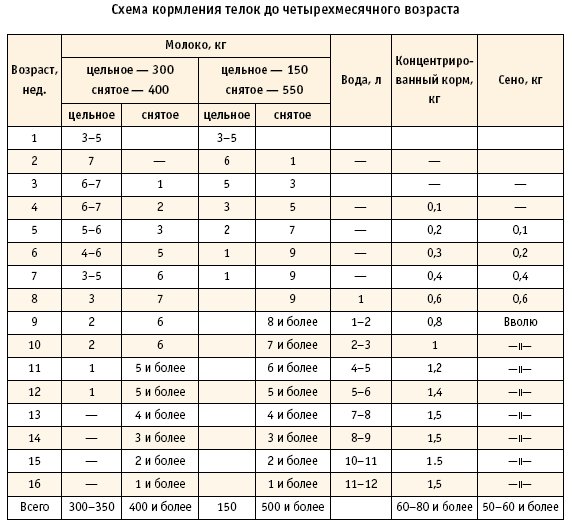 Схема кормления телок до четырехмесячного возраста
Возраст, нед. | Молоко, кг | Вода, л | Концентриро-ванный корм, кг | Сено, кг
цельное — 300 снятое — 400 | цельное — 150 снятое — 550
цельное | снятое | цельное | снятое
1 | 3–5 | | 3–5 | | | |
2 | 7 | — | 6 | 1 | — | — |
3 | 6–7 | 1 | 5 | 3 | | — | —
4 | 6–7 | 2 | 3 | 5 | — | 0,1 | —
5 | 5–6 | 3 | 2 | 7 | — | 0,2 | 0,1
6 | 4–6 | 5 | 1 | 9 | — | 0,3 | 0,2
7 | 3–5 | 6 | 1 | 9 | — | 0,4 | 0,4
8 | 3 | 7 | | 9 | 1 | 0,6 | 0,6
9 | 2 | 6 | | 8 и более | 1–2 | 0,8 | Вволю
10 | 2 | 6 | | 7 и более | 2–3 | 1 | —„—
11 | 1 | 5 и более | | 6 и более | 4–5 | 1,2 | —„—
12 | 1 | 5 и более | | 5 и более | 5–6 | 1,4 | —„—
13 | — | 4 и более | | 4 и более | 7–8 | 1,5 | —„—
14 | — | 3 и более | | 3 и более | 8–9 | 1,5 | —„—
15 | — | 2 и более | | 2 и более | 10–11 | 1.5 | —„—
16 | — | 1 и более | | 1 и более | 11–12 | 1,5 | —„—
Всего | 300–350 | 400 и более | 150 | 500 и более | | 60–80 и более | 50–60 и более